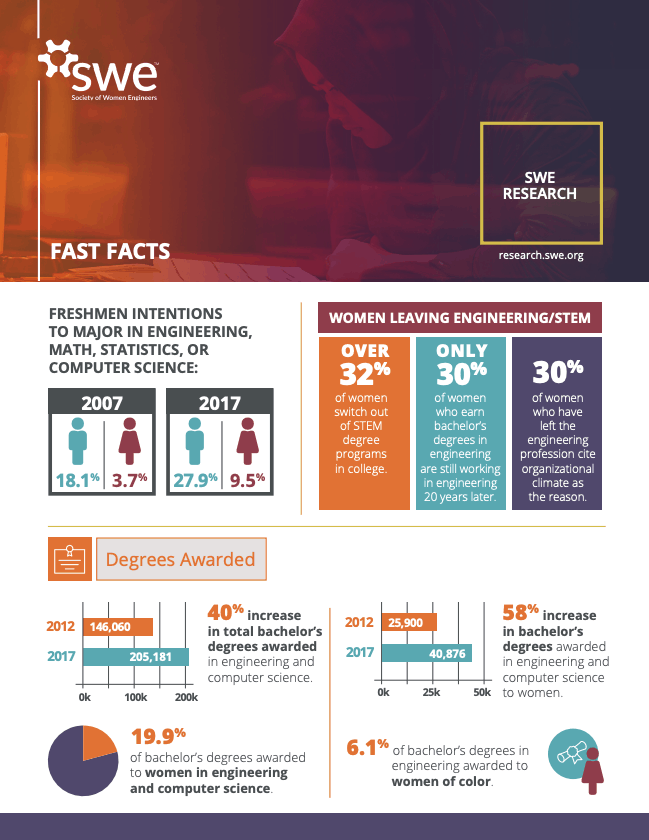 swe™
Society of Women Engineers
SWE
RESEARCH
FAST FACTS
research.swe.org
FRESHMEN INTENTIONS
TO MAJOR IN ENGINEERING,
MATH, STATISTICS, OR
COMPUTER SCIENCE:
2007
18.1%
3.7%
2017
27.9%
9.5%
WOMEN LEAVING ENGINEERING/STEM
OVER
32%
of women
switch out
of STEM
degree
programs
in college.
ONLY
30%
of women
who earn
bachelor's
degrees in
engineering
are still working
in engineering
20 years later.
30%
of women
who have
left the
engineering
profession cite
organizational
climate as
the reason.
Degrees Awarded
2012
146,060
2017
205,181
0k
100k
200k
40% increase
in total bachelor's
degrees awarded
in engineering and
computer science.
2012
25,900
2017
40,876
0k
25k
50k
58% increase
in bachelor's
degrees awarded
in engineering and
computer science
to women.
19.9%
of bachelor's degrees awarded
to women in engineering
and computer science.
6.1% of bachelor's degrees in
engineering awarded to
women of color.